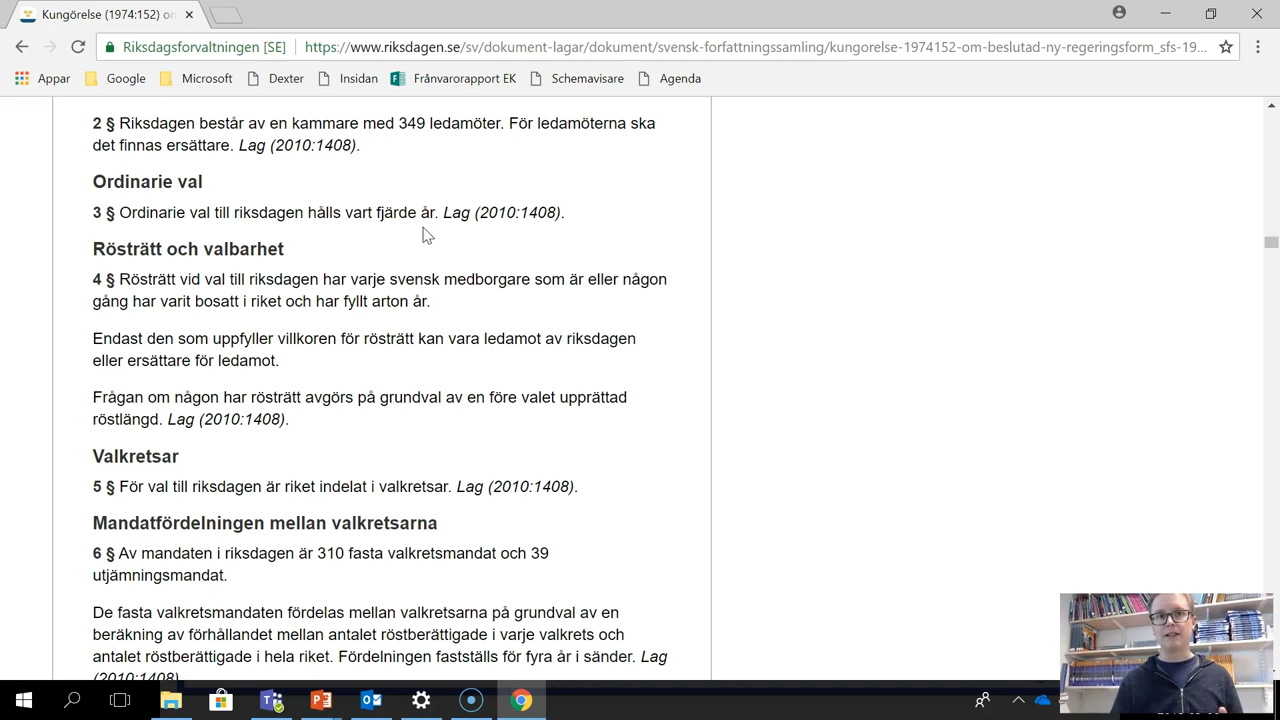 Kungörelse (1974:152) on
Riksdagsförvaltningen [SE]
https://www.riksdagen.se/sv/dokument-lagar/dokument/svensk-forfattningssamling/kungorelse-1974152-om-beslutad-ny-regeringsform_sfs-19...
Appar Google Microsoft Dexter Insidan Frånvarorapport EK Schemavisare Agenda
2 § Riksdagen består av en kammare med 349 ledamöter. För ledamöterna ska
det finnas ersättare. Lag (2010:1408).
Ordinarie val
3 § Ordinarie val till riksdagen hålls vart fjärde år. Lag (2010:1408).
Rösträtt och valbarhet
4 § Rösträtt vid val till riksdagen har varje svensk medborgare som är eller någon
gång har varit bosatt i riket och har fyllt arton år.
Endast den som uppfyller villkoren för rösträtt kan vara ledamot av riksdagen
eller ersättare för ledamot.
Frågan om någon har rösträtt avgörs på grundval av en före valet upprättad
röstlängd. Lag (2010:1408).
Valkretsar
5 § För val till riksdagen är riket indelat i valkretsar. Lag (2010:1408).
Mandatfördelningen mellan valkretsarna
6 § Av mandaten i riksdagen är 310 fasta valkretsmandat och 39
utjämningsmandat.
De fasta valkretsmandaten fördelas mellan valkretsarna på grundval av en
beräkning av förhållandet mellan antalet röstberättigade i varje valkrets och
antalet röstberättigade i hela riket. Fördelningen fastställs för fyra år i sänder. Lag
(2010:1408)